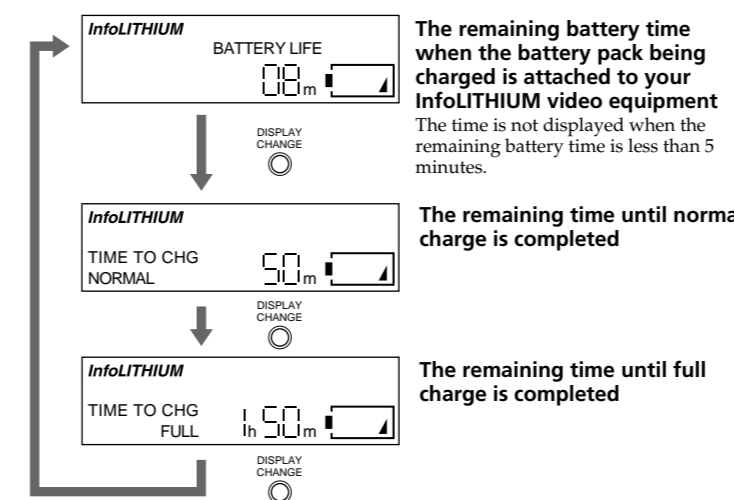 InfoLITHIUM
BATTERY LIFE
08m
DISPLAY
CHANGE
The remaining battery time
when the battery pack being
charged is attached to your
InfoLITHIUM video equipment
The time is not displayed when the
remaining battery time is less than 5
minutes.
InfoLITHIUM
TIME TO CHG
NORMAL 50m
DISPLAY
CHANGE
The remaining time until norma
charge is completed
InfoLITHIUM
TIME TO CHG
FULL 1h 50m
DISPLAY
CHANGE
The remaining time until full
charge is completed